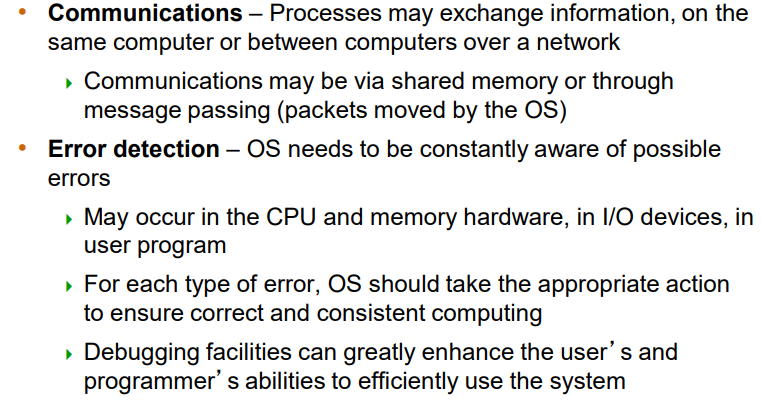 • Communications – Processes may exchange information, on the
same computer or between computers over a network
Communications may be via shared memory or through
message passing (packets moved by the OS)
• Error detection – OS needs to be constantly aware of possible
errors
May occur in the CPU and memory hardware, in I/O devices, in
user program
For each type of error, OS should take the appropriate action
to ensure correct and consistent computing
Debugging facilities can greatly enhance the user’s and
programmer’s abilities to efficiently use the system